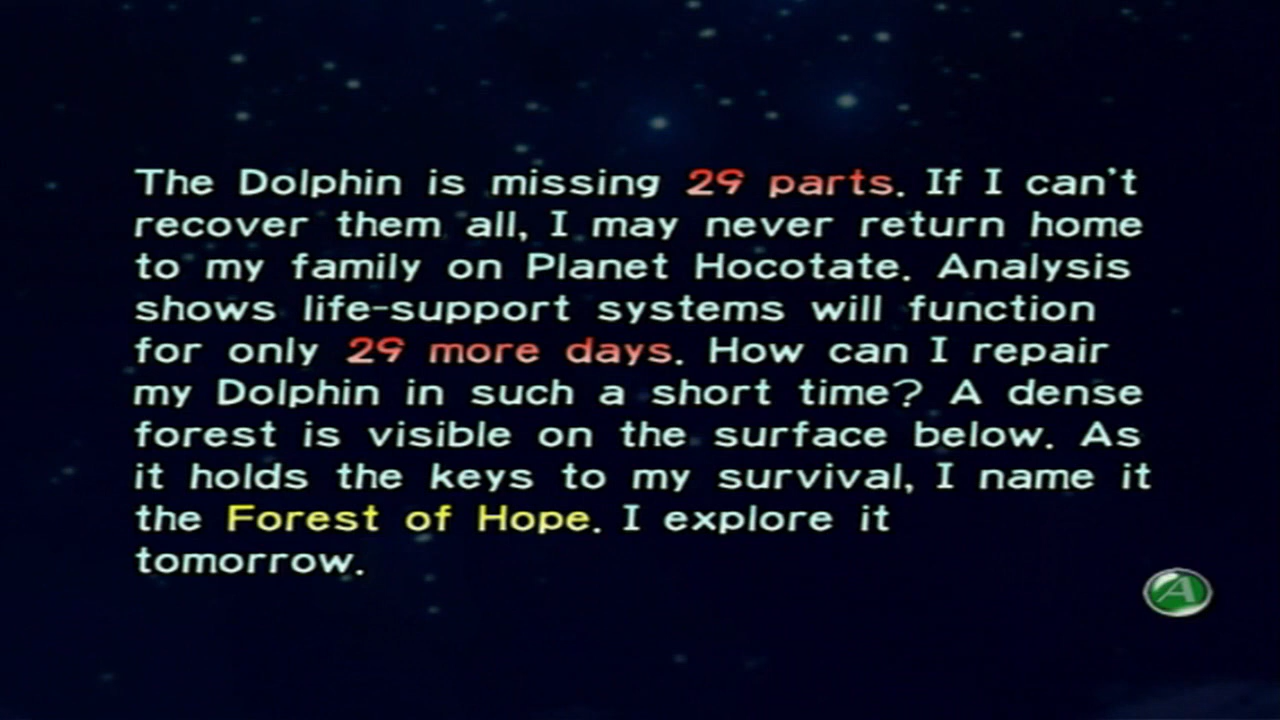 The Dolphin is missing 29 parts. If I can't
recover them all, I may never return home
to my family on Planet Hocotate. Analysis
shows life-support systems will function
for only 29 more days. How can I repair
my Dolphin in such a short time? A dense
forest is visible on the surface below. As
it holds the keys to my survival, I name it
the Forest of Hope. I explore it
tomorrow.
A